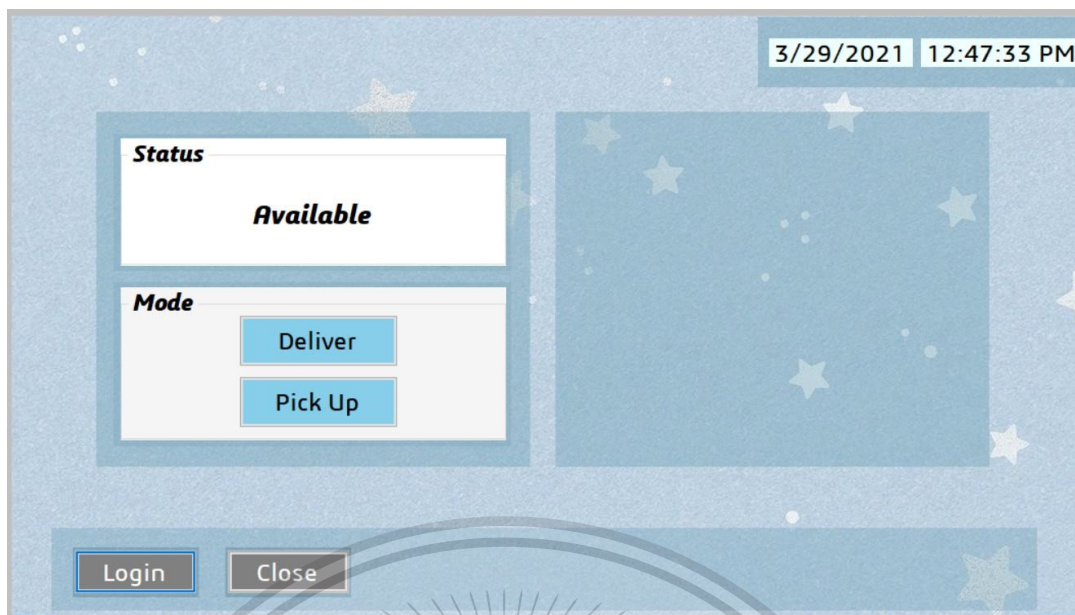 3/29/2021 12:47:33 PM
Status
Available
Mode
Deliver
Pick Up
Login Close